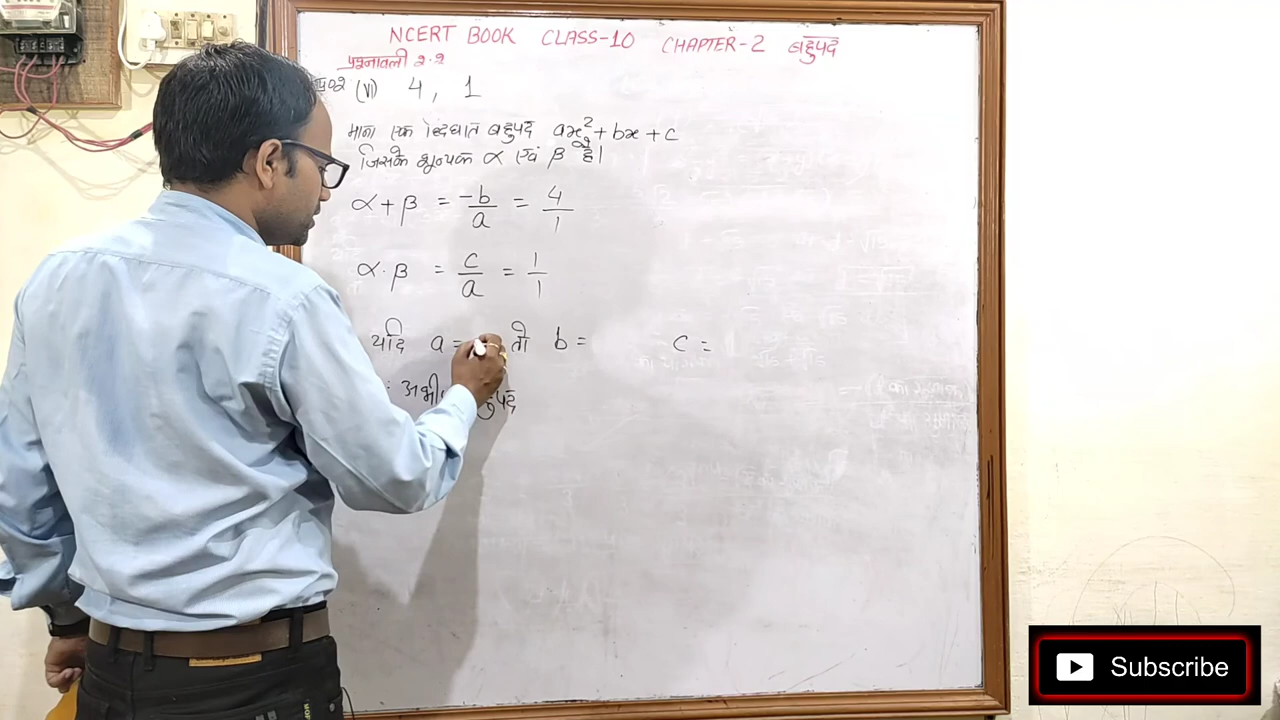 NCERT BOOK CLASS-10 CHAPTER-2 बहुपद
प्रश्नावली 2.2
प्र०2 (VI) 4, 1
माना एक द्विघात बहुपद ax² + bx + c
जिसके शून्यक α एवं β है।
α + β = -b/a = 4/1
α·β = c/a = 1/1
यदि a = तो b = c =
Subscribe